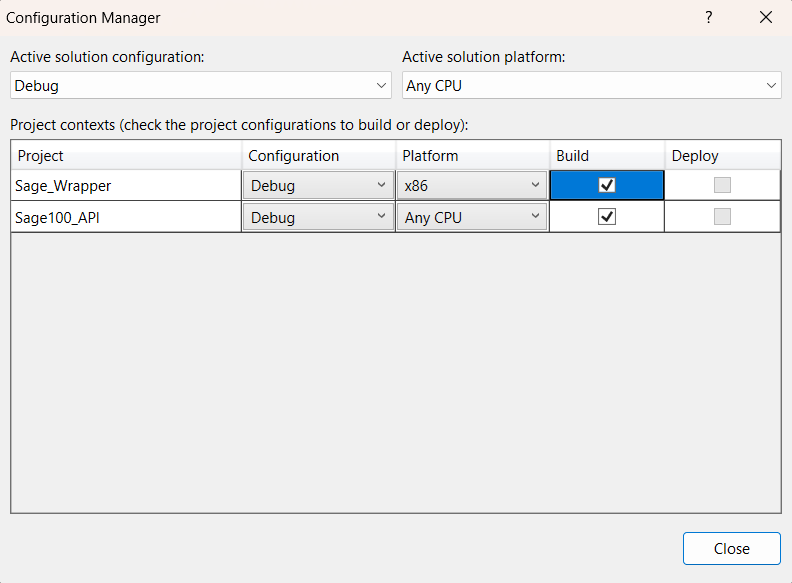 Configuration Manager ?
Active solution configuration: Active solution platform:
Debug Any CPU
Project contexts (check the project configurations to build or deploy):
Project Configuration Platform Build Deploy
Sage_Wrapper Debug x86
Sage100_API Debug Any CPU
Close